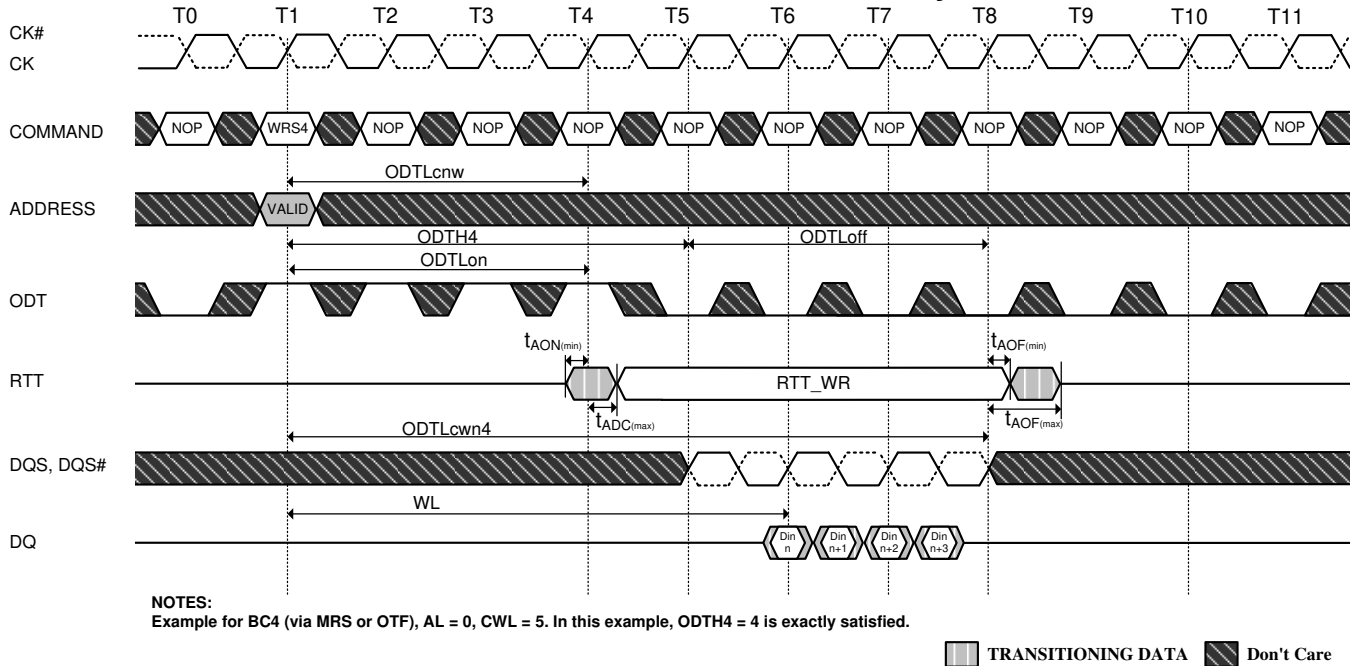 T0 T1 T2 T3 T4 T5 T6 T7 T8 T9 T10 T11
CK#
CK
COMMAND NOP WRS4 NOP NOP NOP NOP NOP NOP NOP NOP NOP NOP
ODTLcnw
ADDRESS VALID
ODTH4 ODTLoff
ODTLon
ODT
tAON(min) tAOF(min)
RTT RTT_WR
tADC(max) tAOF(max)
ODTLcwn4
DQS, DQS#
WL
DQ Din n Din n+1 Din n+2 Din n+3
NOTES:
Example for BC4 (via MRS or OTF), AL = 0, CWL = 5. In this example, ODTH4 = 4 is exactly satisfied.
TRANSITIONING DATA Don't Care